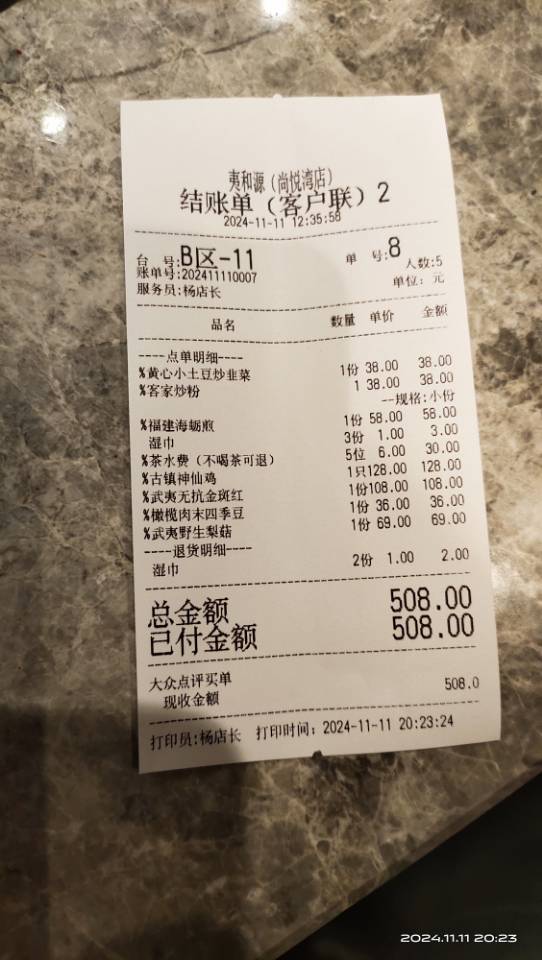 夷和源（尚悦湾店）
结账单（客户联）2
2024-11-11 12:35:58
台 号:B区-11 单 号:8
账单号:202411110007 人数:5
服务员:杨店长 单位: 元
品名 数量 单价 金额
----点单明细----
%黄心小土豆炒韭菜 1份 38.00 38.00
%客家炒粉 1 38.00 38.00
--规格:小份
%福建海蛎煎 1份 58.00 58.00
湿巾 3份 1.00 3.00
%茶水费（不喝茶可退） 5位 6.00 30.00
%古镇神仙鸡 1只128.00 128.00
%武夷无抗金斑红 1份108.00 108.00
%橄榄肉末四季豆 1份 36.00 36.00
%武夷野生梨菇 1份 69.00 69.00
----退货明细----
湿巾 2份 1.00 2.00
总金额 508.00
已付金额 508.00
大众点评买单
现收金额 508.0
打印员:杨店长 打印时间: 2024-11-11 20:23:24
2024.11.11 20:23